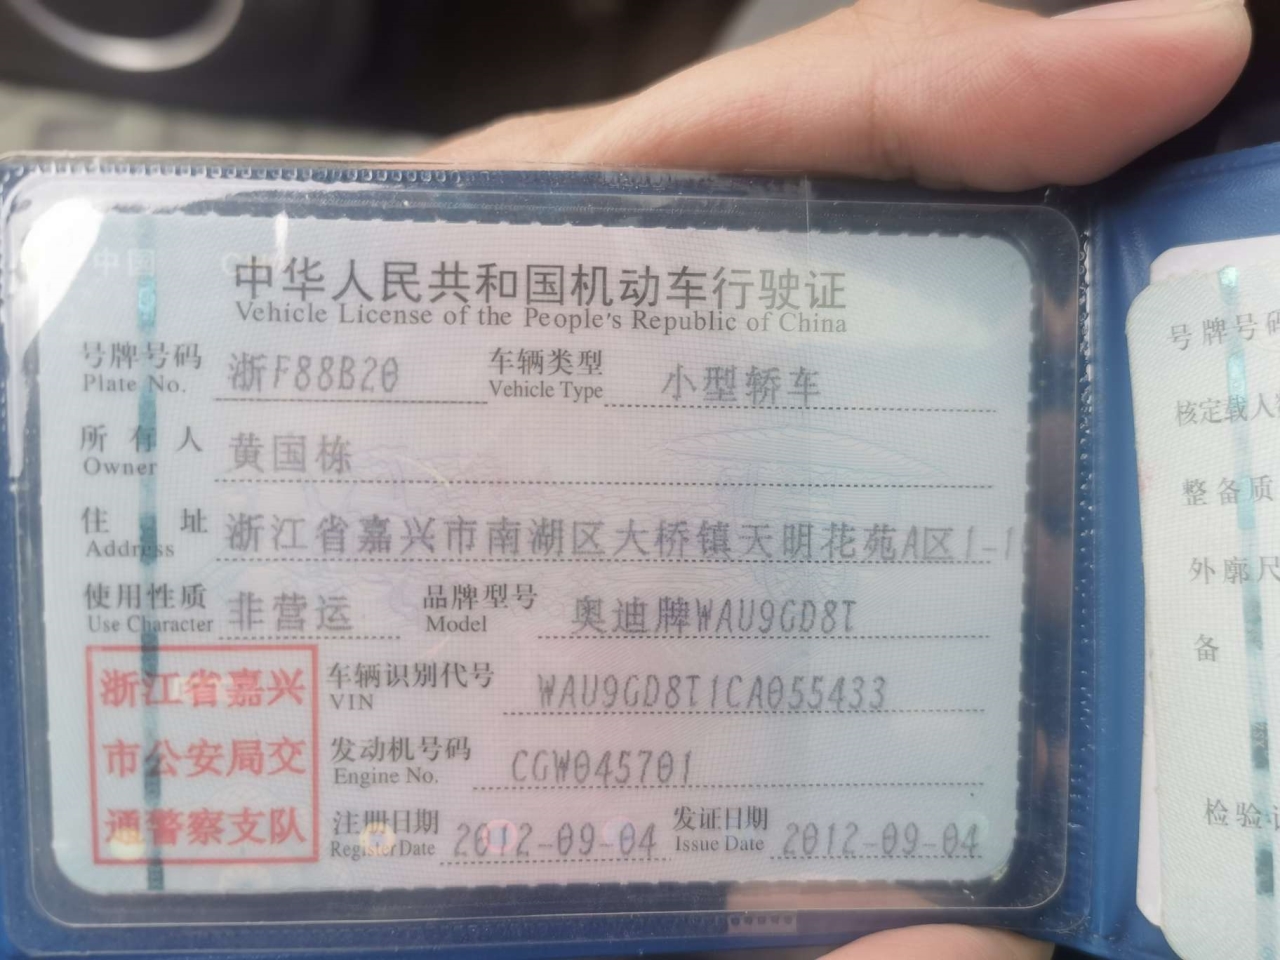 中国
中华人民共和国机动车行驶证
Vehicle License of the People's Republic of China
号牌号码 浙F88B20 车辆类型 小型轿车
Plate No. Vehicle Type
所有人 黄国栋
Owner
住址 浙江省嘉兴市南湖区大桥镇天明花苑A区1-1
Address
使用性质 非营运 品牌型号 奥迪牌WAU9GD8T
Use Character Model
浙江省嘉兴
市公安局交
通警察支队
车辆识别代号 WAU9GD8T1CA055433
VIN
发动机号码 CGW045701
Engine No.
注册日期 2012-09-04 发证日期 2012-09-04
Register Date Issue Date
号牌号码
核定载人
整备质
外廓尺
备
检验